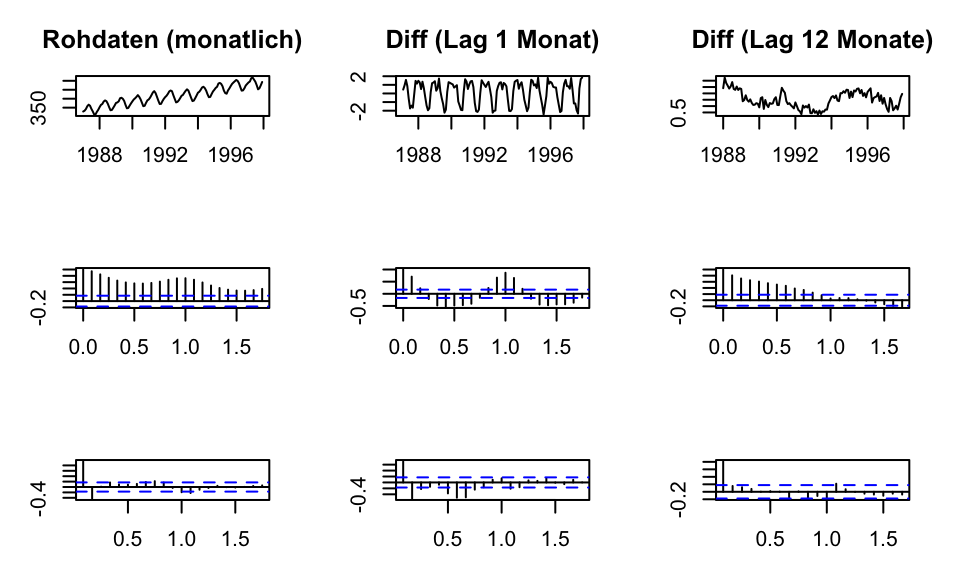 Rohdaten (monatlich) Diff (Lag 1 Monat) Diff (Lag 12 Monate)
350 2 -2 0.5
1988 1992 1996 1988 1992 1996 1988 1992 1996
-0.2 -0.5 -0.2
0.0 0.5 1.0 1.5 0.0 0.5 1.0 1.5 0.0 0.5 1.0 1.5
-0.4 -0.4 -0.2
0.5 1.0 1.5 0.5 1.0 1.5 0.5 1.0 1.5